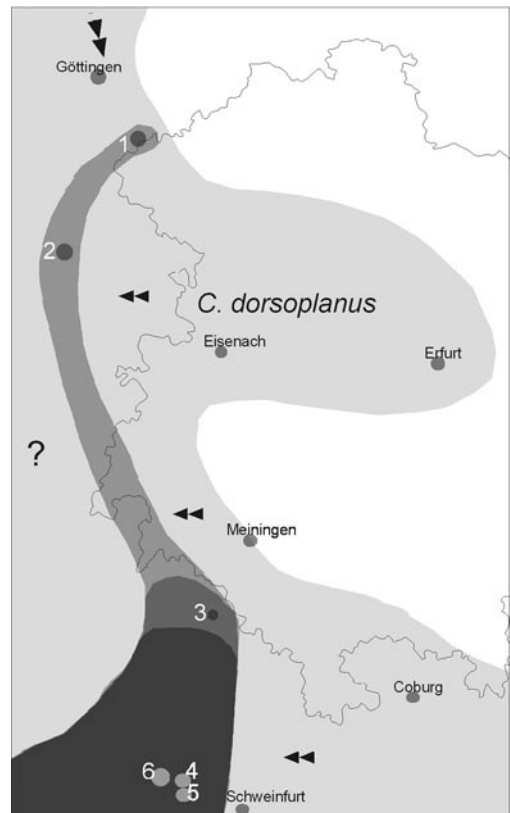 Göttingen
1
2
C. dorsoplanus
Eisenach
Erfurt
?
Meiningen
3
Coburg
6 4
5
Schweinfurt